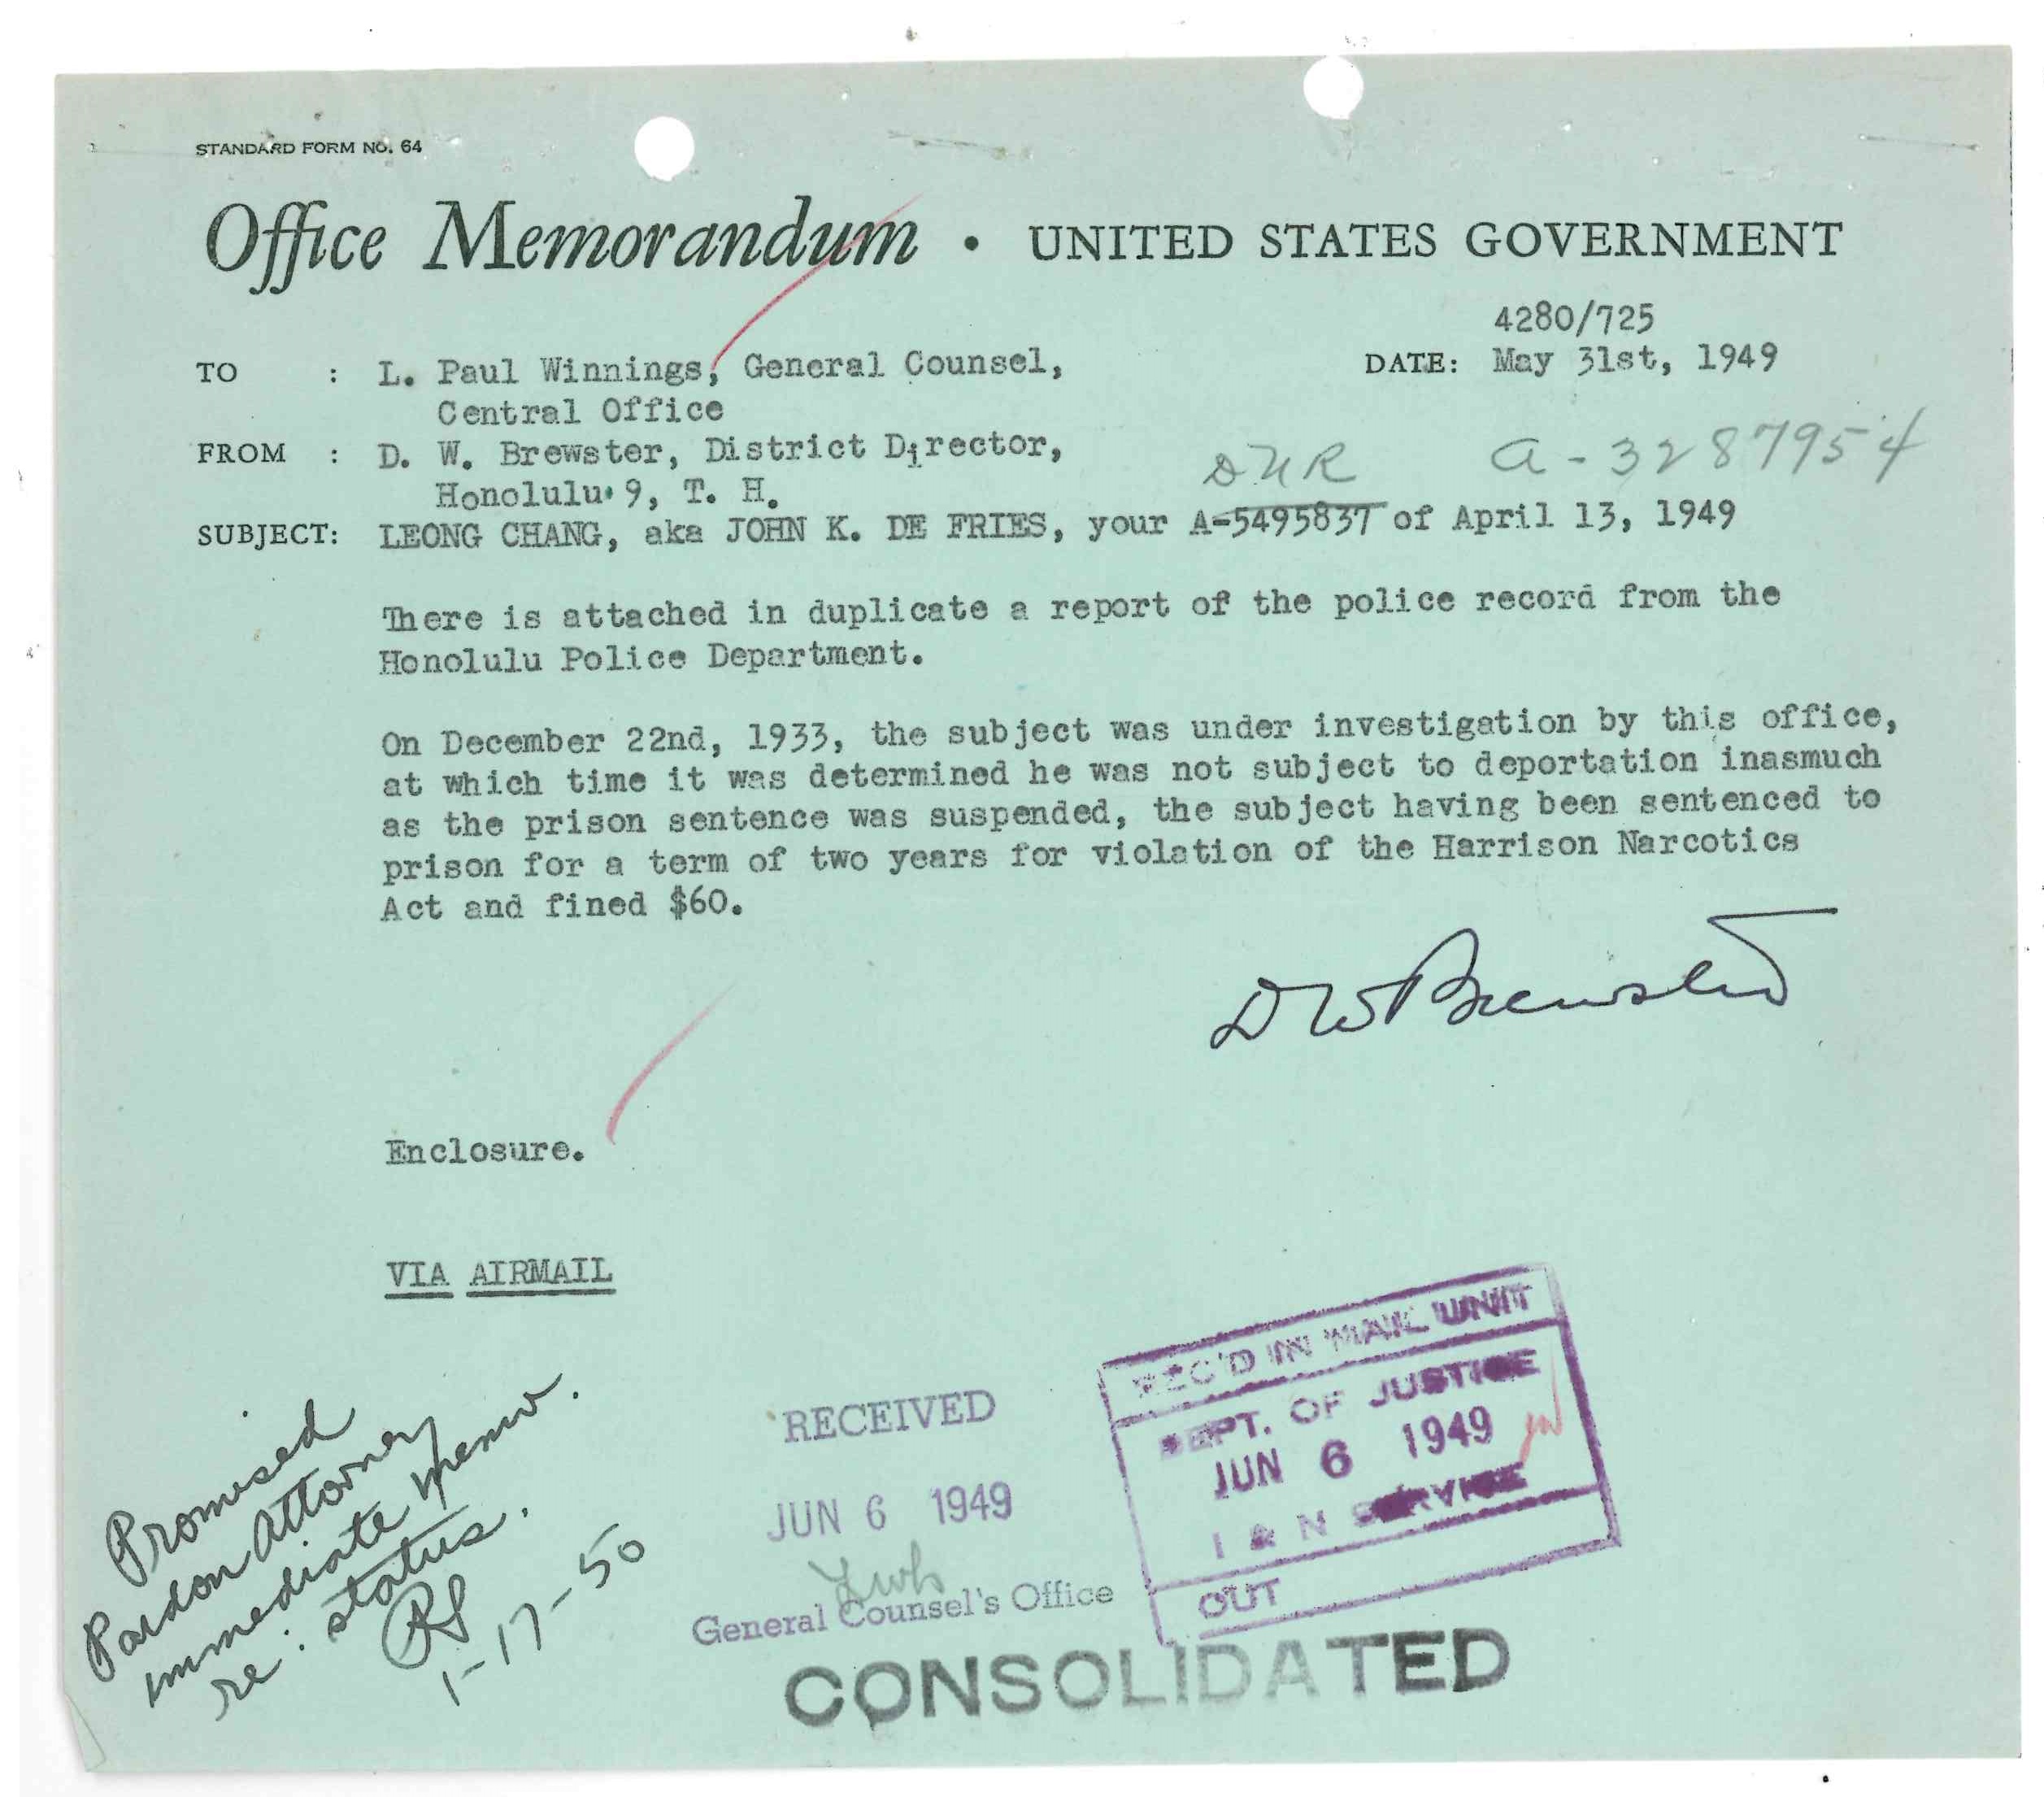 STANDARD FORM NO. 64
Office Memorandum • UNITED STATES GOVERNMENT
4280/725
TO : L. Paul Winnings, General Counsel,
Central Office
DATE: May 31st, 1949
FROM : D. W. Brewster, District Director,
Honolulu 9, T. H.
A-3287954
SUBJECT: LEONG CHANG, aka JOHN K. DE FRIES, your A-5495837 of April 13, 1949
There is attached in duplicate a report of the police record from the
Honolulu Police Department.
On December 22nd, 1933, the subject was under investigation by this office,
at which time it was determined he was not subject to deportation inasmuch
as the prison sentence was suspended, the subject having been sentenced to
prison for a term of two years for violation of the Harrison Narcotics
Act and fined $60.
DW Brewster
Enclosure.
VIA AIRMAIL
Promised
Pardon Attorney
immediate memo.
re: status.
RS
1-17-50
RECEIVED
JUN 6 1949
General Counsel's Office
REC'D IN MAIL UNIT
DEPT. OF JUSTICE
JUN 6 1949
I & N SERVICE
OUT
CONSOLIDATED